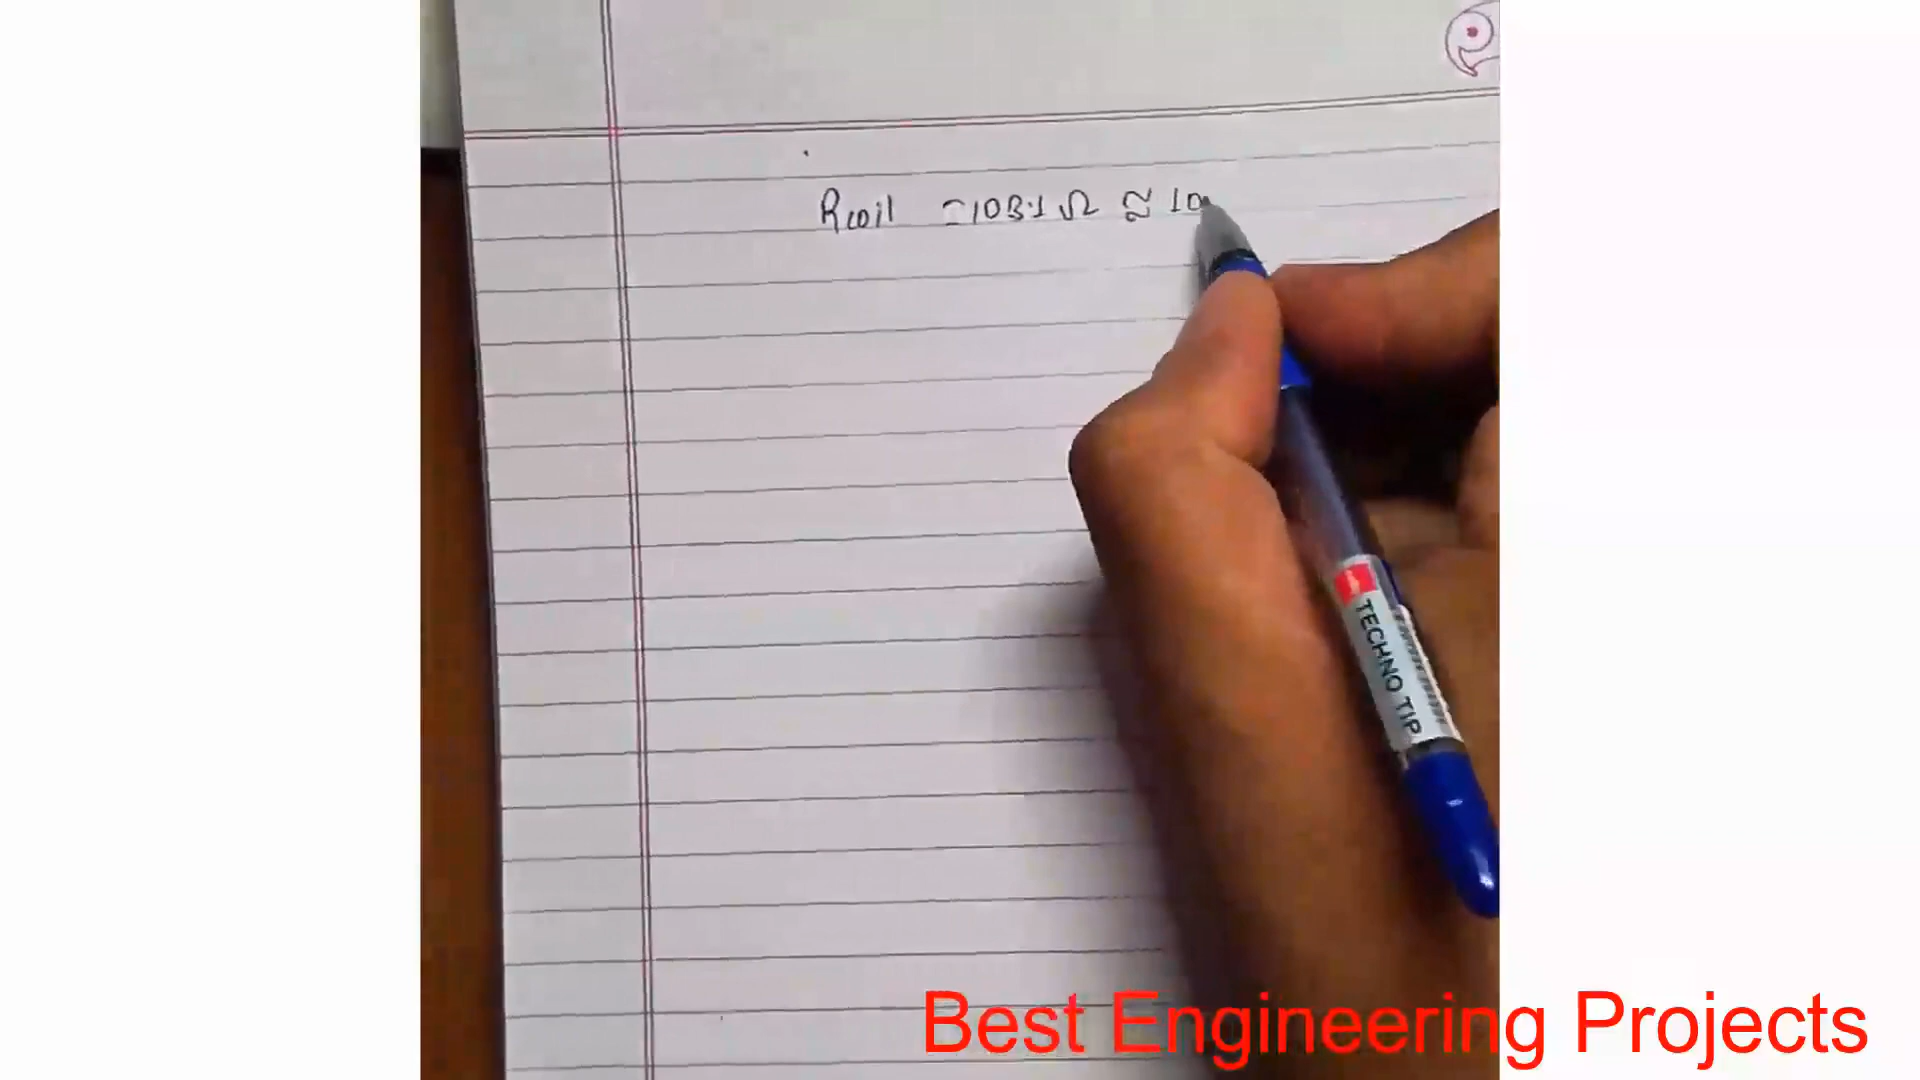 Rcoil = 103.1 Ω ≈ 10
TECHNO TIP
Best Engineering Projects